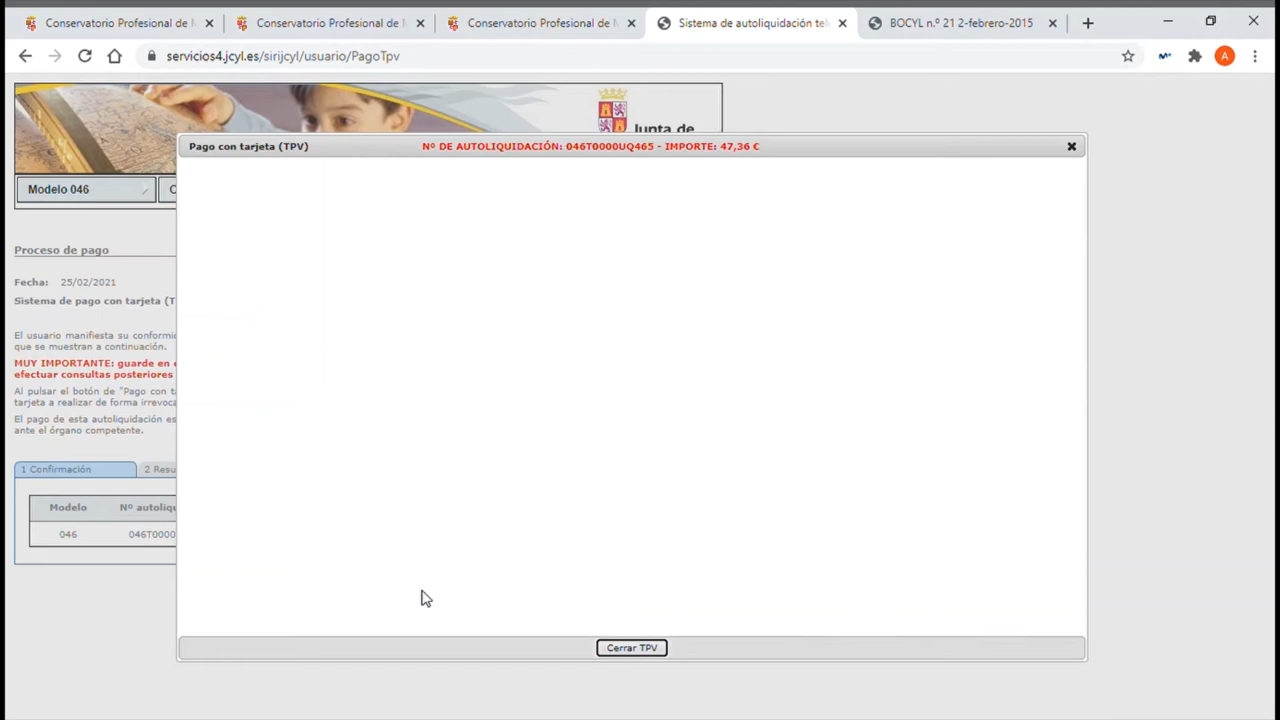 Conservatorio Profesional de M
Conservatorio Profesional de M
Conservatorio Profesional de M
Sistema de autoliquidación tele
BOCYL n.º 21 2-febrero-2015
servicios4.jcyl.es/sirijcyl/usuario/PagoTpv
A
Junta de
Pago con tarjeta (TPV)
Nº DE AUTOLIQUIDACIÓN: 046T0000UQ465 - IMPORTE: 47,36 €
Modelo 046
C
Proceso de pago
Fecha: 25/02/2021
Sistema de pago con tarjeta (T
El usuario manifiesta su conformid
que se muestran a continuación.
MUY IMPORTANTE: guarde en e
efectuar consultas posteriores
Al pulsar el botón de "Pago con ta
tarjeta a realizar de forma irrevoca
El pago de esta autoliquidación es
ante el órgano competente.
1 Confirmación
2 Resu
Modelo Nº autoliqu
046 046T0000
Cerrar TPV